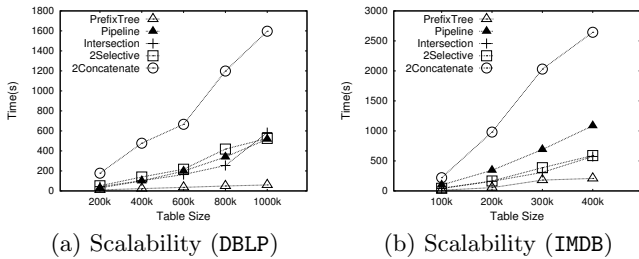 1800
1600
1400
1200
1000
800
600
400
200
0
Time(s)
PrefixTree
Pipeline
Intersection
2Selective
2Concatenate
200k 400k 600k 800k 1000k
Table Size
(a) Scalability (DBLP)
3000
2500
2000
1500
1000
500
0
Time(s)
PrefixTree
Pipeline
Intersection
2Selective
2Concatenate
100k 200k 300k 400k
Table Size
(b) Scalability (IMDB)